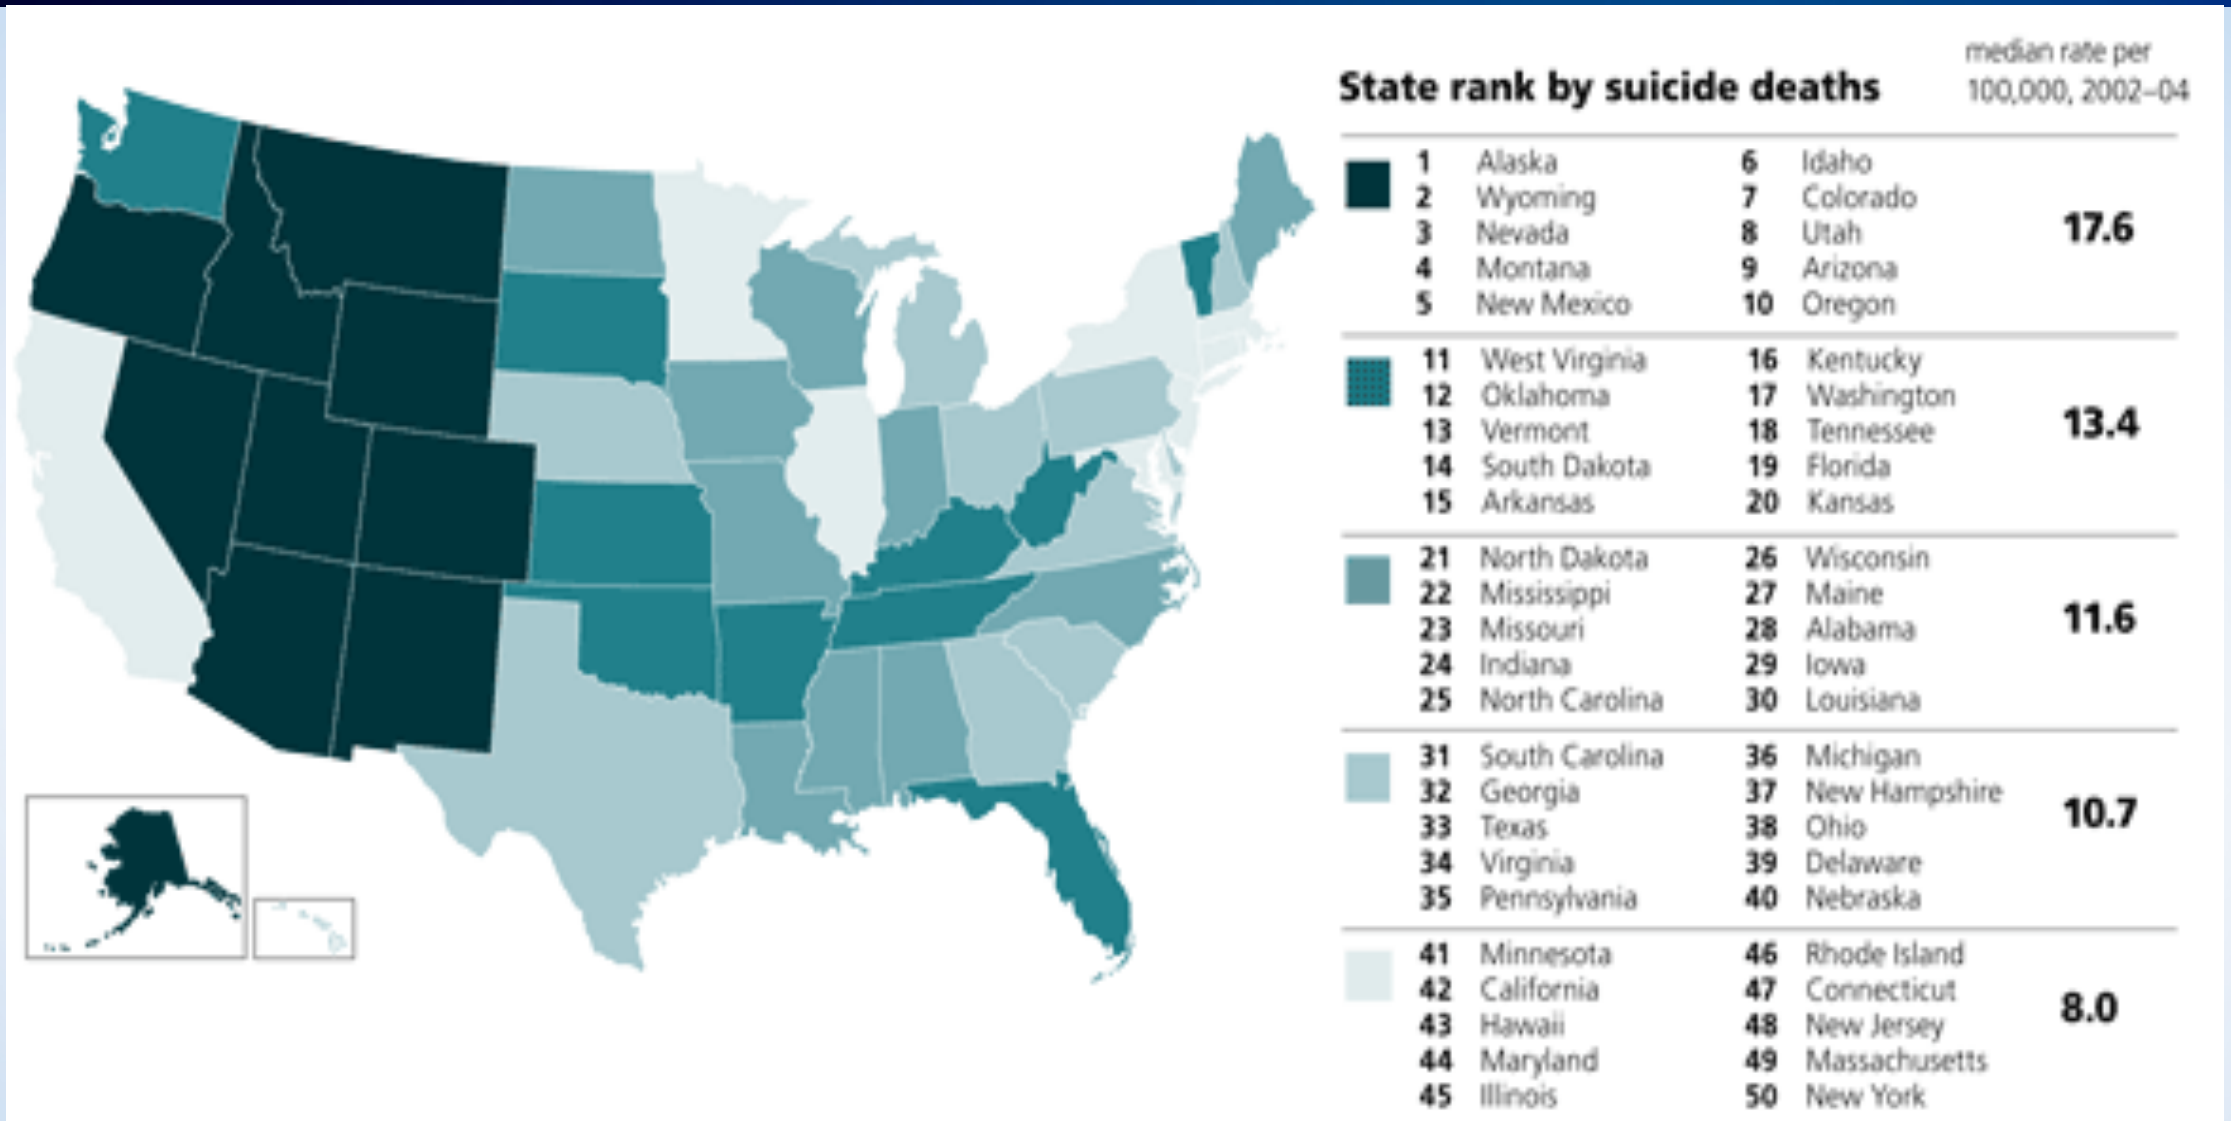 State rank by suicide deaths
median rate per
100,000, 2002–04
1 Alaska 6 Idaho
2 Wyoming 7 Colorado
3 Nevada 8 Utah
4 Montana 9 Arizona
5 New Mexico 10 Oregon
17.6
11 West Virginia 16 Kentucky
12 Oklahoma 17 Washington
13 Vermont 18 Tennessee
14 South Dakota 19 Florida
15 Arkansas 20 Kansas
13.4
21 North Dakota 26 Wisconsin
22 Mississippi 27 Maine
23 Missouri 28 Alabama
24 Indiana 29 Iowa
25 North Carolina 30 Louisiana
11.6
31 South Carolina 36 Michigan
32 Georgia 37 New Hampshire
33 Texas 38 Ohio
34 Virginia 39 Delaware
35 Pennsylvania 40 Nebraska
10.7
41 Minnesota 46 Rhode Island
42 California 47 Connecticut
43 Hawaii 48 New Jersey
44 Maryland 49 Massachusetts
45 Illinois 50 New York
8.0